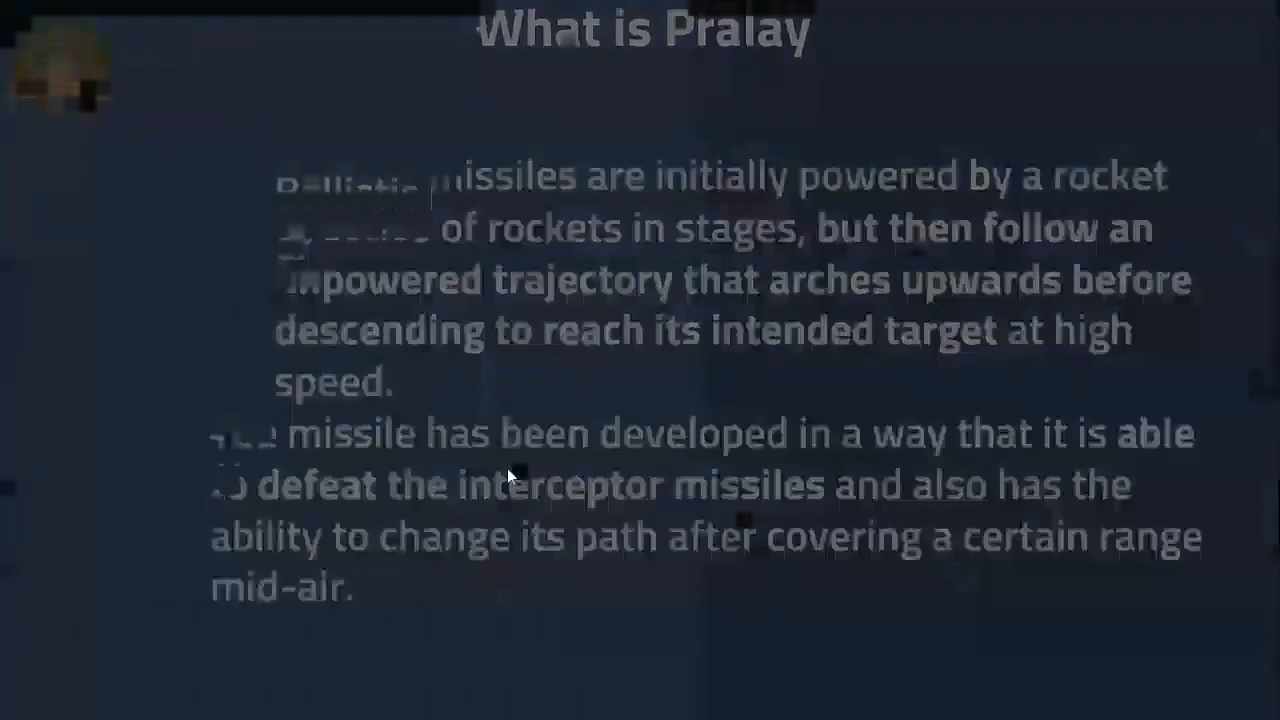 What is Pralay
Ballistic missiles are initially powered by a rocket
of rockets in stages, but then follow an
unpowered trajectory that arches upwards before
descending to reach its intended target at high
speed.
missile has been developed in a way that it is able
to defeat the interceptor missiles and also has the
ability to change its path after covering a certain range
mid-air.